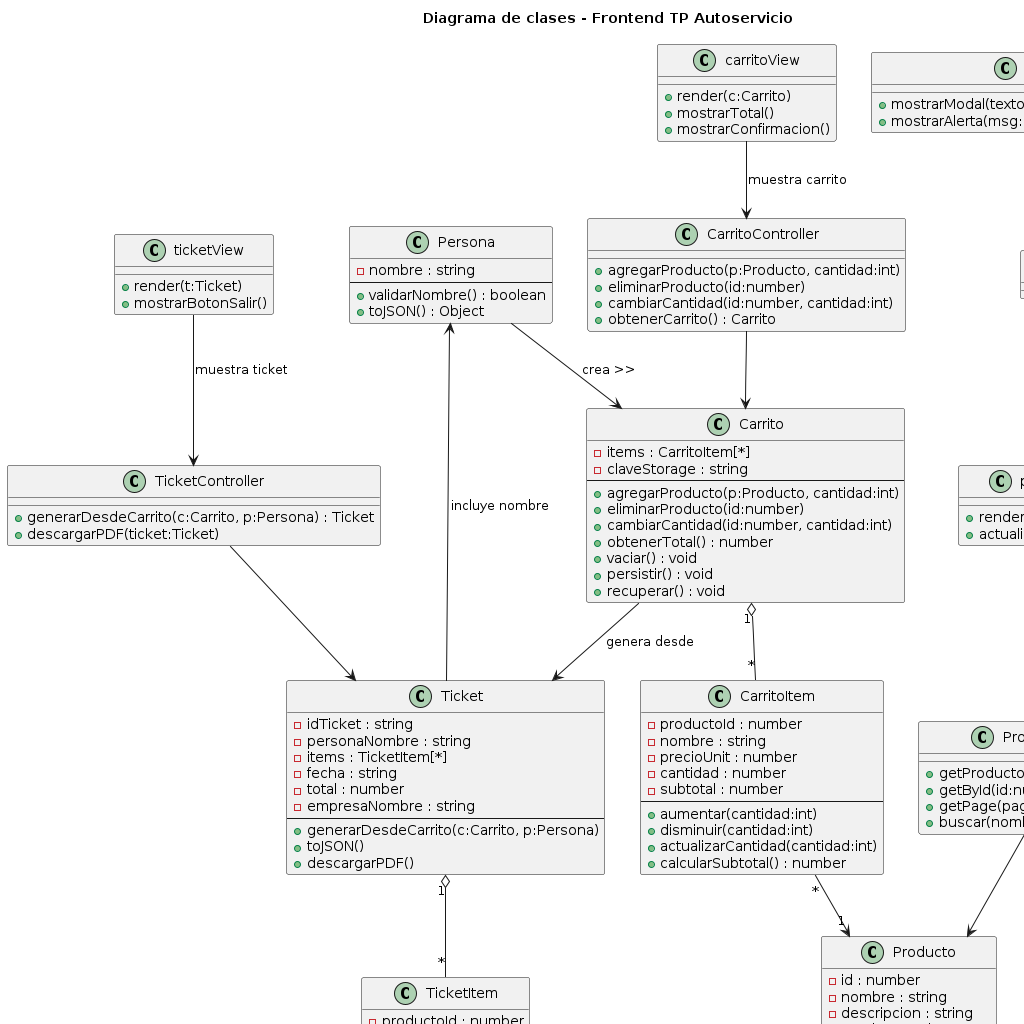 Diagrama de clases - Frontend TP Autoservicio
C carritoView
render(c:Carrito)
mostrarTotal()
mostrarConfirmacion()
C
mostrarModal(texto
mostrarAlerta(msg:
muestra carrito
C ticketView
render(t:Ticket)
mostrarBotonSalir()
C Persona
nombre : string
validarNombre() : boolean
toJSON() : Object
C CarritoController
agregarProducto(p:Producto, cantidad:int)
eliminarProducto(id:number)
cambiarCantidad(id:number, cantidad:int)
obtenerCarrito() : Carrito
muestra ticket
crea >>
C Carrito
items : CarritoItem[*]
claveStorage : string
agregarProducto(p:Producto, cantidad:int)
eliminarProducto(id:number)
cambiarCantidad(id:number, cantidad:int)
obtenerTotal() : number
vaciar() : void
persistir() : void
recuperar() : void
C TicketController
generarDesdeCarrito(c:Carrito, p:Persona) : Ticket
descargarPDF(ticket:Ticket)
incluye nombre
C p
render
actuali
genera desde
1
*
C Ticket
idTicket : string
personaNombre : string
items : TicketItem[*]
fecha : string
total : number
empresaNombre : string
generarDesdeCarrito(c:Carrito, p:Persona)
toJSON()
descargarPDF()
C CarritoItem
productoId : number
nombre : string
precioUnit : number
cantidad : number
subtotal : number
aumentar(cantidad:int)
disminuir(cantidad:int)
actualizarCantidad(cantidad:int)
calcularSubtotal() : number
C Pro
getProducto
getById(id:nu
getPage(pag
buscar(nomb
1
*
*
1
C TicketItem
productoId : number
C Producto
id : number
nombre : string
descripcion : string